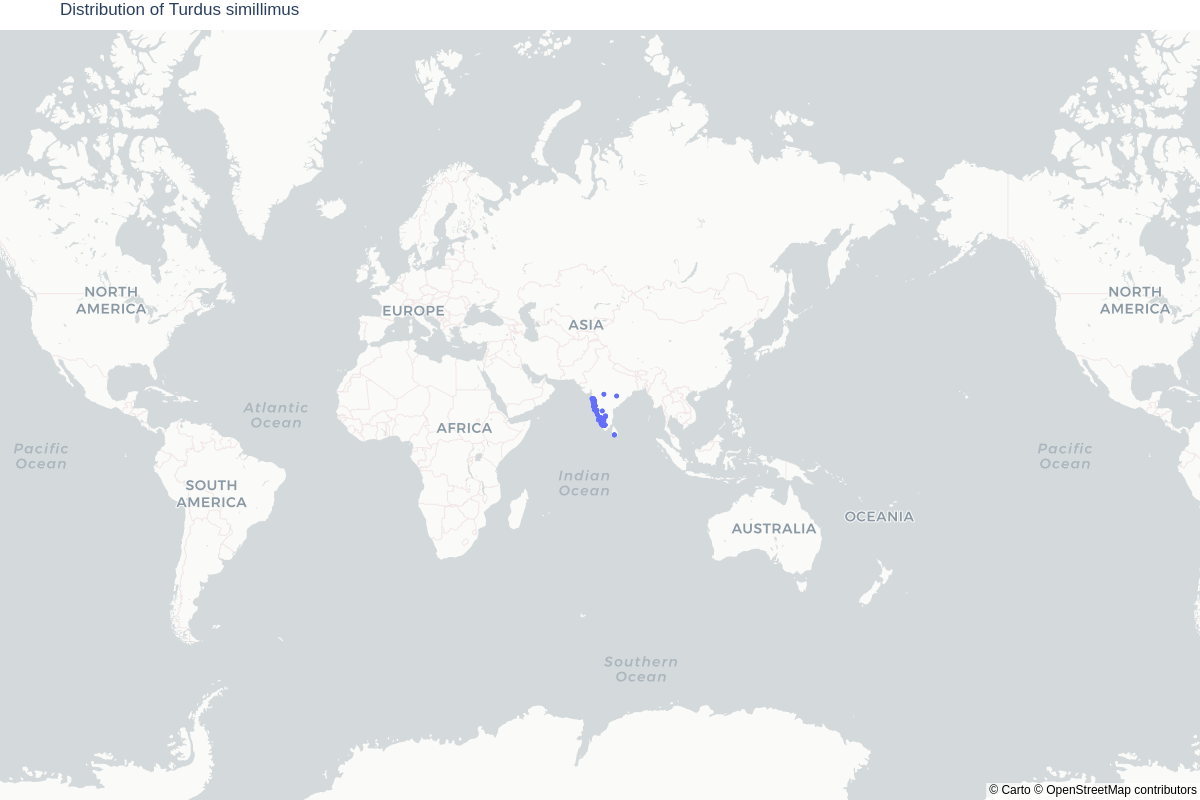 Distribution of Turdus simillimus
NORTH
AMERICA
EUROPE
ASIA
NORTH
AMERICA
Atlantic
Ocean
AFRICA
Pacific
Ocean
Pacific
Ocean
Indian
Ocean
SOUTH
AMERICA
OCEANIA
AUSTRALIA
Southern
Ocean
© Carto © OpenStreetMap contributors